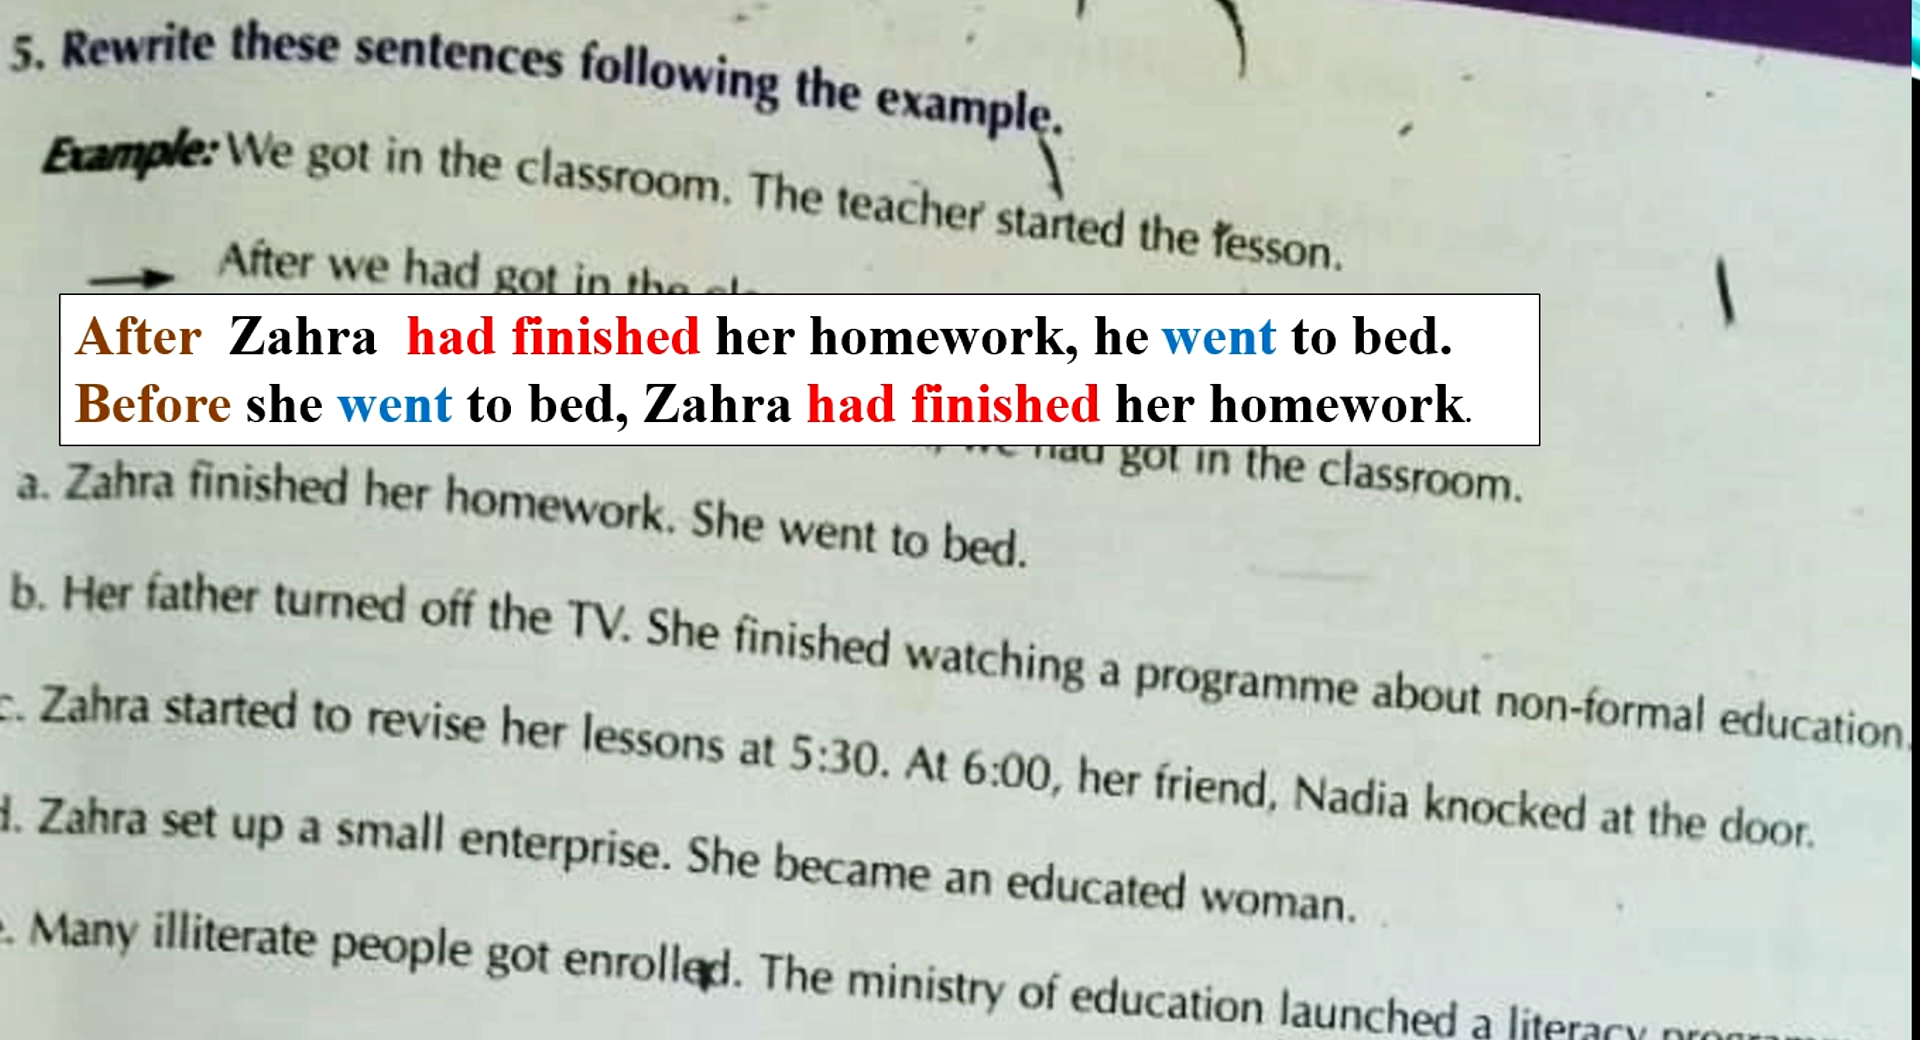 5. Rewrite these sentences following the example.
Example: We got in the classroom. The teacher started the lesson.
After we had got in the
After Zahra had finished her homework, he went to bed.
Before she went to bed, Zahra had finished her homework.
had got in the classroom.
a. Zahra finished her homework. She went to bed.
b. Her father turned off the TV. She finished watching a programme about non-formal education.
c. Zahra started to revise her lessons at 5:30. At 6:00, her friend, Nadia knocked at the door.
d. Zahra set up a small enterprise. She became an educated woman.
. Many illiterate people got enrolled. The ministry of education launched a literacy